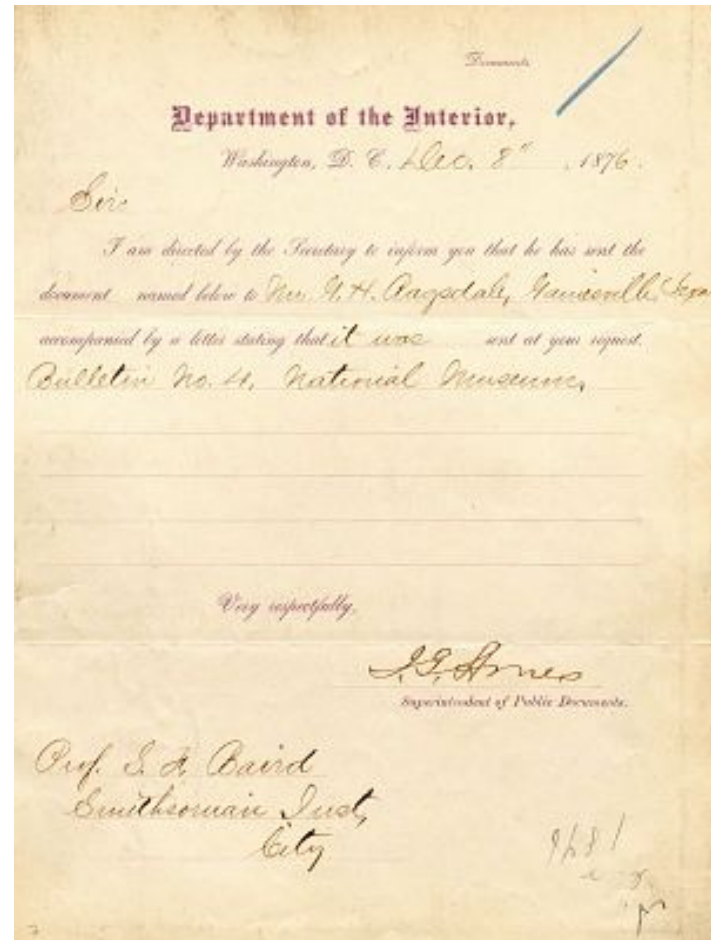 Documents
Department of the Interior,
Washington, D. C. Dec. 8" , 1876.
Sir
I am directed by the Secretary to inform you that he has sent the
document named below to Mr. G. H. Ragsdale, Gainesville, Texa
accompanied by a letter stating that it was sent at your request.
Bulletin No. 4, National Museum,
Very respectfully,
Superintendent of Public Documents.
Prof. S. F. Baird
Smithsonian Inst,
City